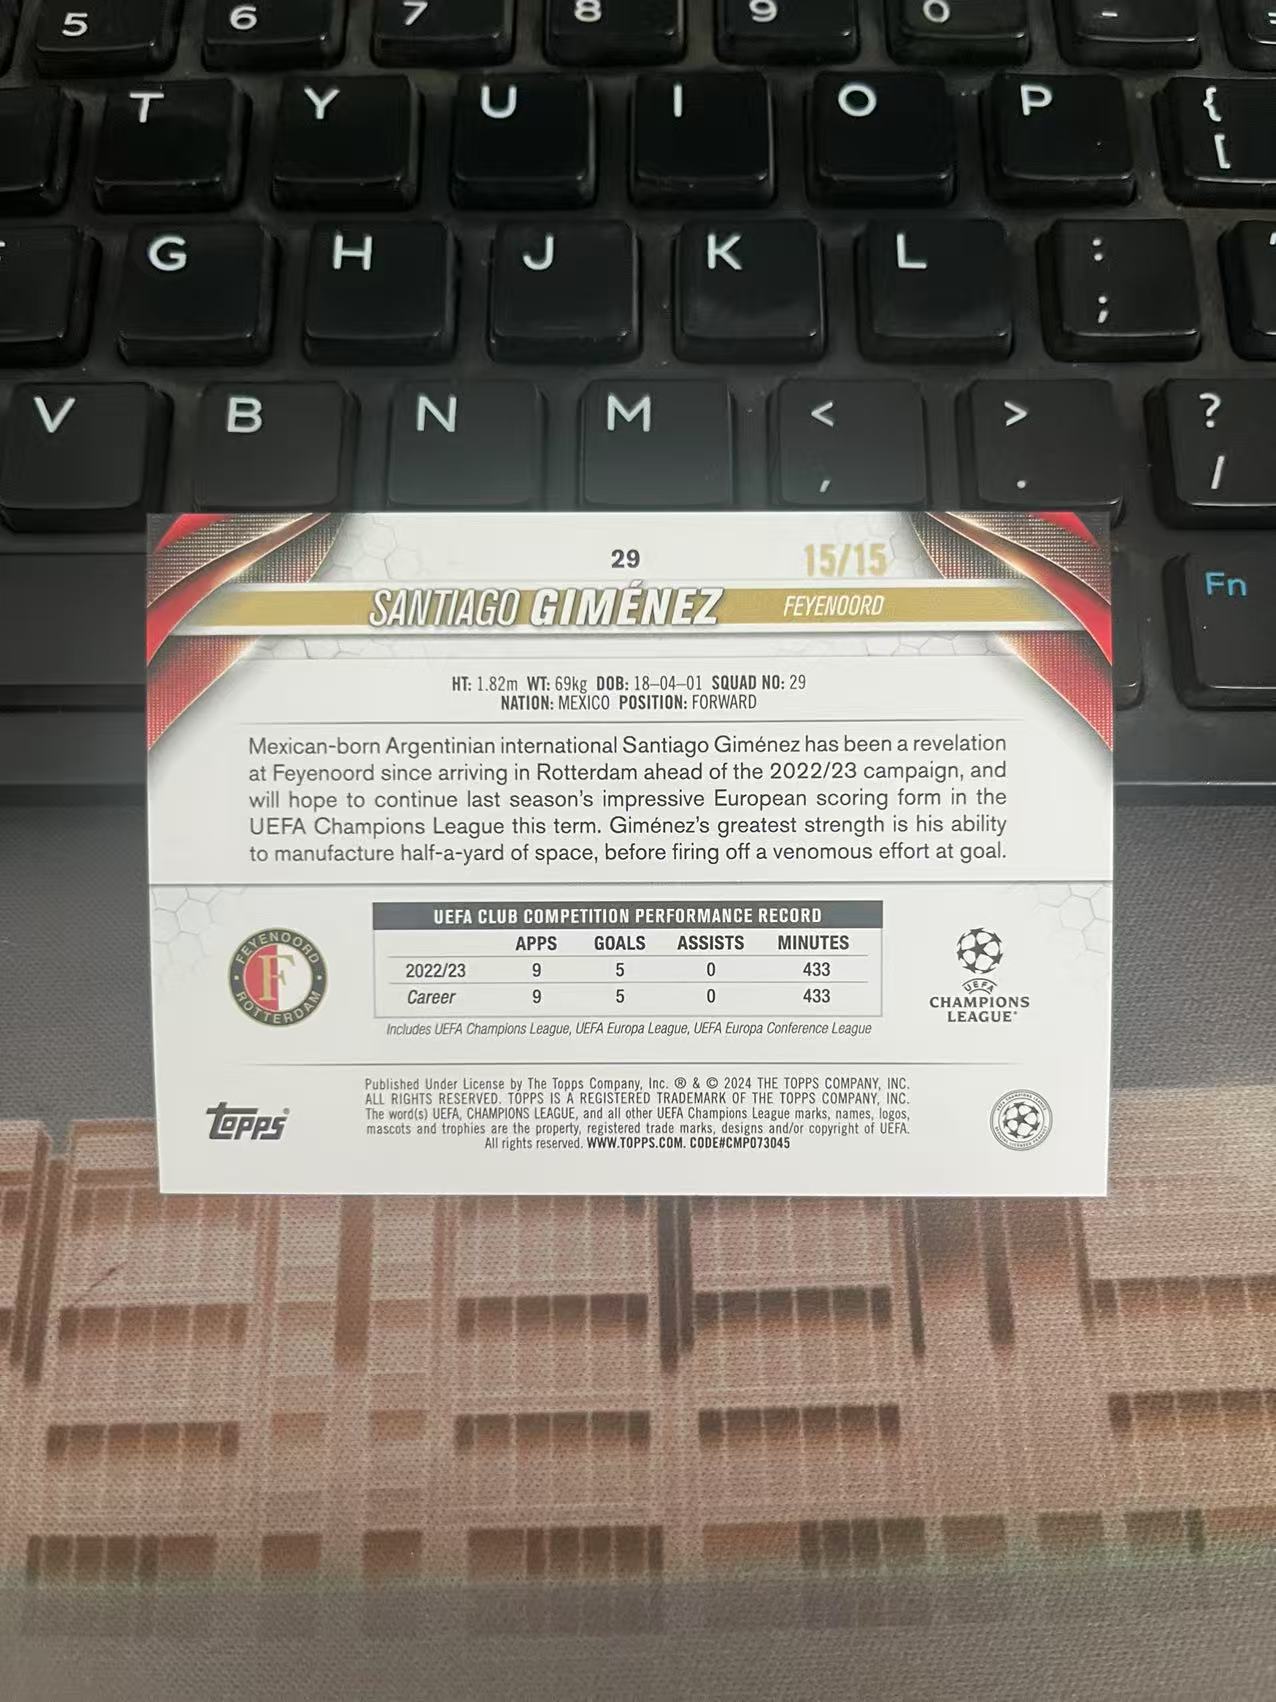 5 6 7 8 9 0 -
T Y U I O P { [
G H J K L : ;
V B N M < , > . ? /
Fn
29 15/15
SANTIAGO GIMÉNEZ FEYENOORD
HT: 1.82m WT: 69kg DOB: 18–04–01 SQUAD NO: 29
NATION: MEXICO POSITION: FORWARD
Mexican-born Argentinian international Santiago Giménez has been a revelation
at Feyenoord since arriving in Rotterdam ahead of the 2022/23 campaign, and
will hope to continue last season's impressive European scoring form in the
UEFA Champions League this term. Giménez's greatest strength is his ability
to manufacture half-a-yard of space, before firing off a venomous effort at goal.
UEFA CLUB COMPETITION PERFORMANCE RECORD
APPS GOALS ASSISTS MINUTES
2022/23 9 5 0 433
Career 9 5 0 433
Includes UEFA Champions League, UEFA Europa League, UEFA Europa Conference League
FEYENOORD
F
ROTTERDAM
UEFA
CHAMPIONS
LEAGUE
Published Under License by The Topps Company, Inc. ® & © 2024 THE TOPPS COMPANY, INC.
ALL RIGHTS RESERVED. TOPPS IS A REGISTERED TRADEMARK OF THE TOPPS COMPANY, INC.
The word(s) UEFA, CHAMPIONS LEAGUE, and all other UEFA Champions League marks, names, logos,
mascots and trophies are the property, registered trade marks, designs and/or copyright of UEFA.
All rights reserved. WWW.TOPPS.COM. CODE#CMP073045
Topps